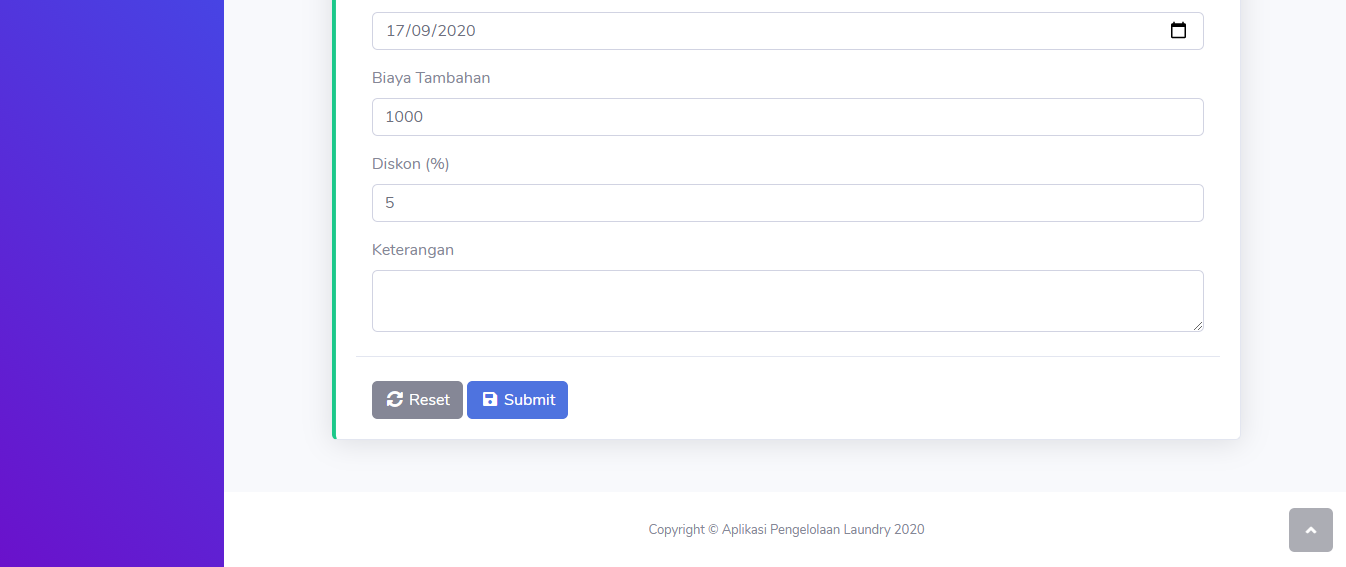 17/09/2020
Biaya Tambahan
1000
Diskon (%)
5
Keterangan
Reset Submit
Copyright © Aplikasi Pengelolaan Laundry 2020